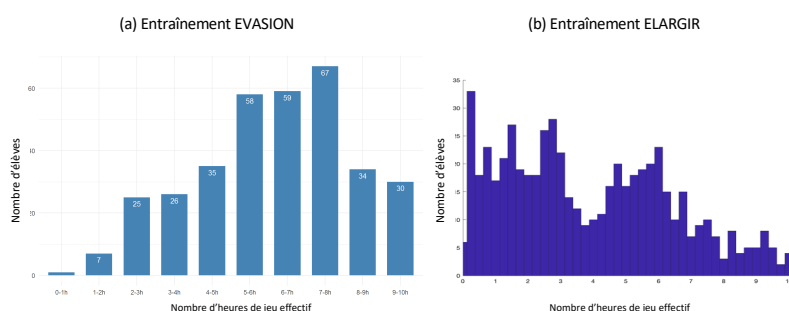 (a) Entraînement EVASION
(b) Entraînement ELARGIR
Nombre d'élèves
60
20
0
7
25
26
35
58
59
67
34
30
0-1h 1-2h 2-3h 3-4h 4-5h 5-6h 6-7h 7-8h 8-9h 9-10h
Nombre d'heures de jeu effectif
Nombre d'élèves
35
30
25
20
15
10
5
0
0 1 2 3 4 5 6 7 8 9
Nombre d'heures de jeu effectif